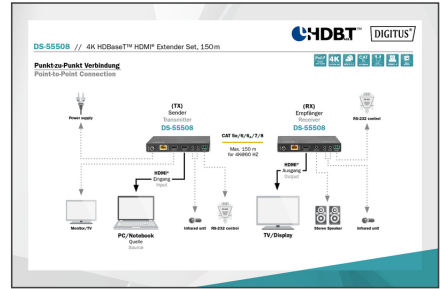 HDBT™
DIGITUS®
DS-55508 // 4K HDBaseT™ HDMI® Extender Set, 150m
4K
CAT
Punkt-zu-Punkt Verbindung
Point-to-Point Connection
Power supply
(TX)
Sender
Transmitter
DS-55508
(RX)
Empfänger
Receiver
DS-55508
RS-232 control
CAT 5e/6/6A/7/8
Max. 150 m
for 4K@60 HZ
HDMI®
Eingang
Input
HDMI®
Ausgang
Output
Monitor/TV
PC/Notebook
Quelle
Source
Infrared unit
RS-232 control
TV/Display
Stereo Speaker
Infrared unit